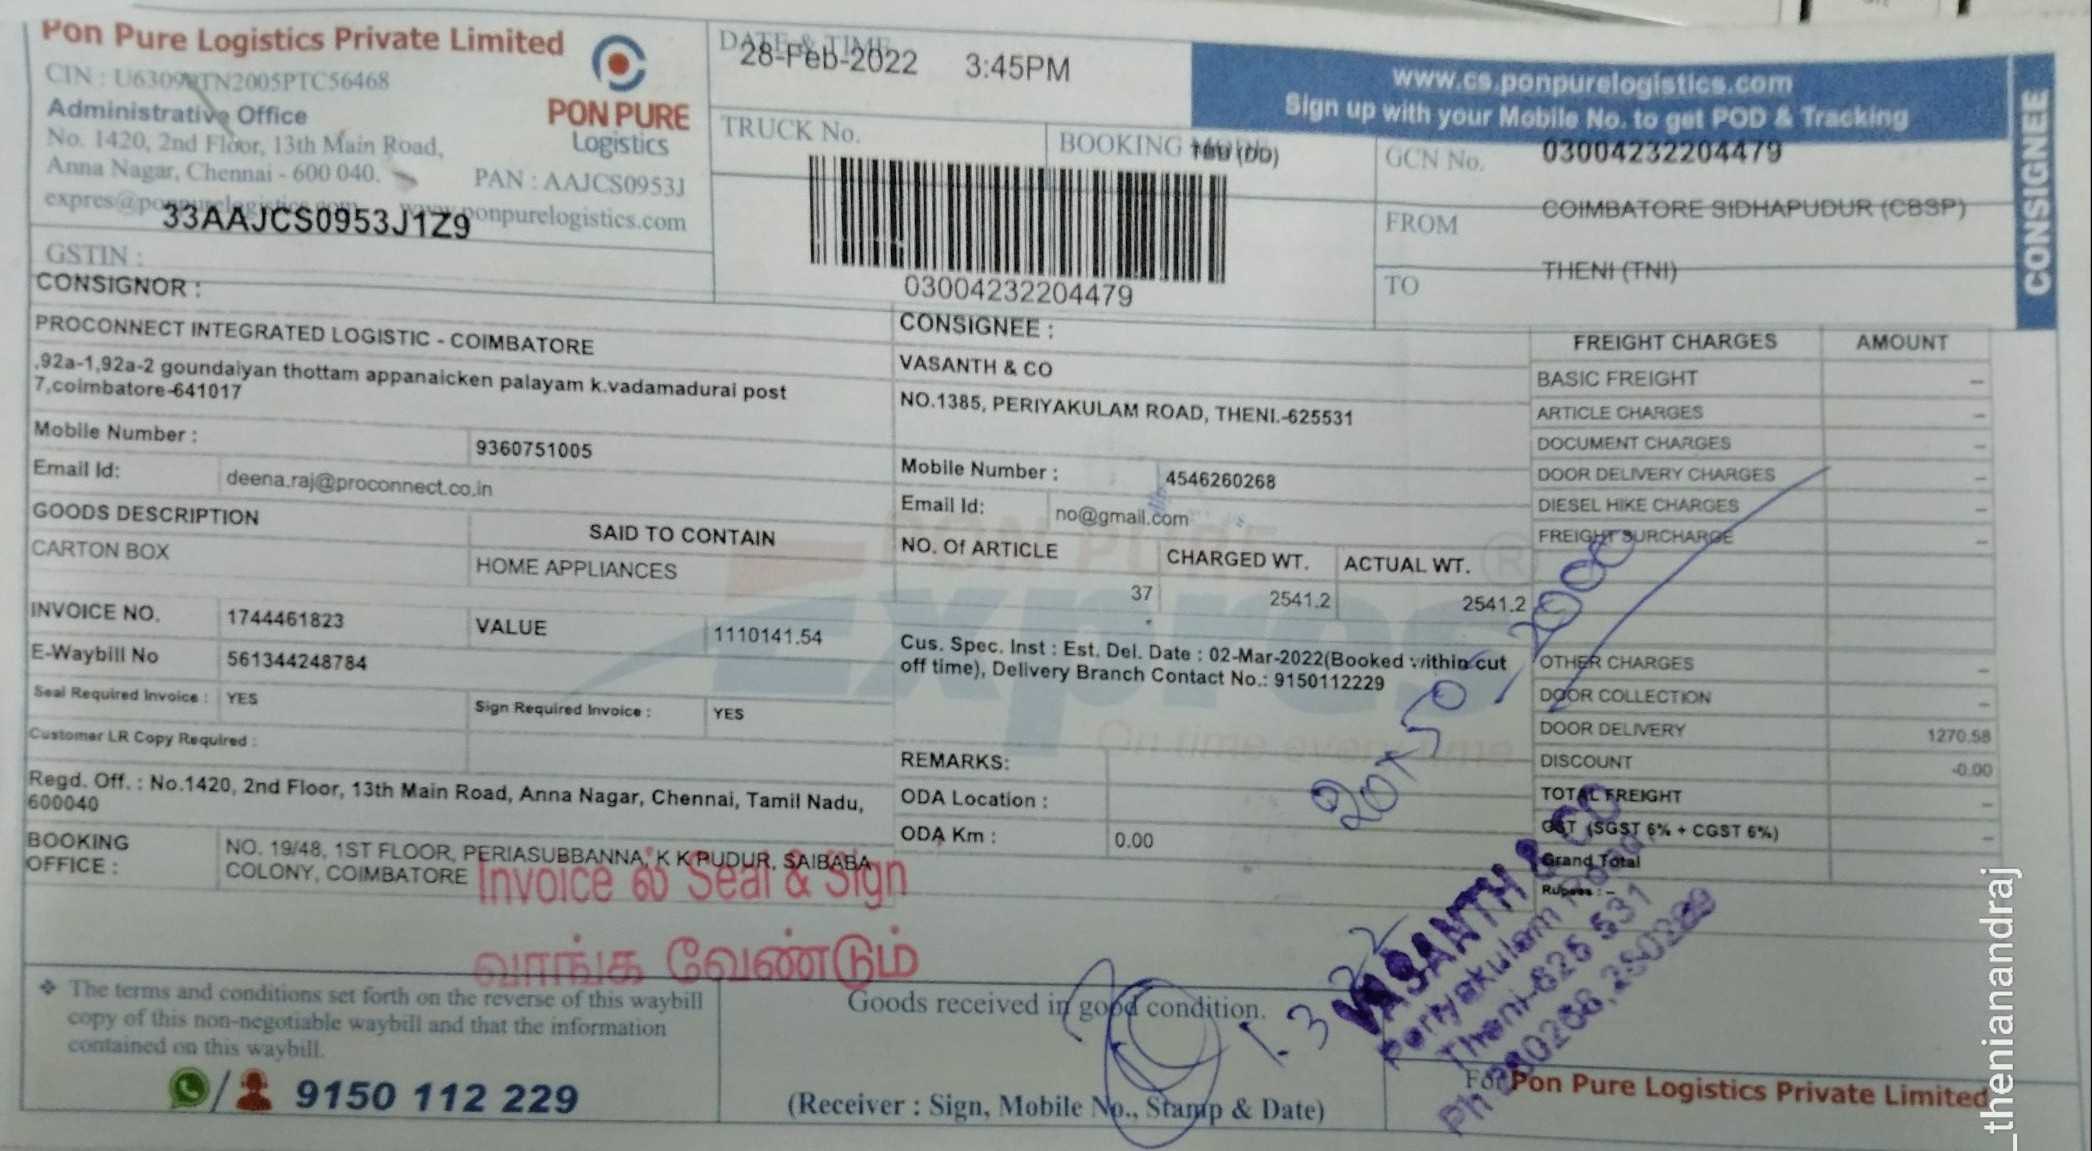 Pon Pure Logistics Private Limited
PON PURE
Logistics
Administrative Office
No. 1420, 2nd Floor, 13th Main Road,
Anna Nagar, Chennai - 600 040.
PAN : AAJCS0953J
ponpurelogistics.com
33AAJCS0953J1Z9
GSTIN :
DATE & TIME
28-Feb-2022 3:45PM
TRUCK No.
BOOKING
03004232204479
www.cs.ponpurelogistics.com
Sign up with your Mobile No. to get POD & Tracking
GCN No. 03004232204479
FROM COIMBATORE SIDHAPUDUR (CBSP)
TO THENI (TNI)
CONSIGNEE
CONSIGNOR :
PROCONNECT INTEGRATED LOGISTIC - COIMBATORE
,92a-1,92a-2 goundaiyan thottam appanaicken palayam k.vadamadurai post
7,coimbatore-641017
Mobile Number : 9360751005
Email Id: deena.raj@proconnect.co.in
GOODS DESCRIPTION SAID TO CONTAIN
CARTON BOX HOME APPLIANCES
INVOICE NO. 1744461823 VALUE 1110141.54
E-Waybill No 561344248784
Seal Required Invoice : YES Sign Required Invoice : YES
Customer LR Copy Required :
Regd. Off. : No.1420, 2nd Floor, 13th Main Road, Anna Nagar, Chennai, Tamil Nadu,
600040
BOOKING OFFICE : NO. 19/48, 1ST FLOOR, PERIASUBBANNA, K K PUDUR, SAIBABA
COLONY, COIMBATORE
CONSIGNEE :
VASANTH & CO
NO.1385, PERIYAKULAM ROAD, THENI.-625531
Mobile Number : 4546260268
Email Id: no@gmail.com
NO. Of ARTICLE CHARGED WT. ACTUAL WT.
37 2541.2 2541.2
Cus. Spec. Inst : Est. Del. Date : 02-Mar-2022(Booked within cut
off time), Delivery Branch Contact No.: 9150112229
REMARKS:
ODA Location :
ODA Km : 0.00
PON PURE
Expres
On time every time
FREIGHT CHARGES AMOUNT
BASIC FREIGHT –
ARTICLE CHARGES –
DOCUMENT CHARGES –
DOOR DELIVERY CHARGES –
DIESEL HIKE CHARGES –
FREIGHT SURCHARGE –
OTHER CHARGES –
DOOR COLLECTION –
DOOR DELIVERY 1270.58
DISCOUNT -0.00
TOTAL FREIGHT –
GST (SGST 6% + CGST 6%) –
Grand Total
Rupees : –
Invoice ல் Seal & Sign
வாங்க வேண்டும்
VASANTH & CO
Periyakulam Road,
Theni-625 531
1.3.22
The terms and conditions set forth on the reverse of this waybill
copy of this non-negotiable waybill and that the information
contained on this waybill.
9150 112 229
Goods received in good condition.
(Receiver : Sign, Mobile No., Stamp & Date)
For Pon Pure Logistics Private Limited
_thenianandraj